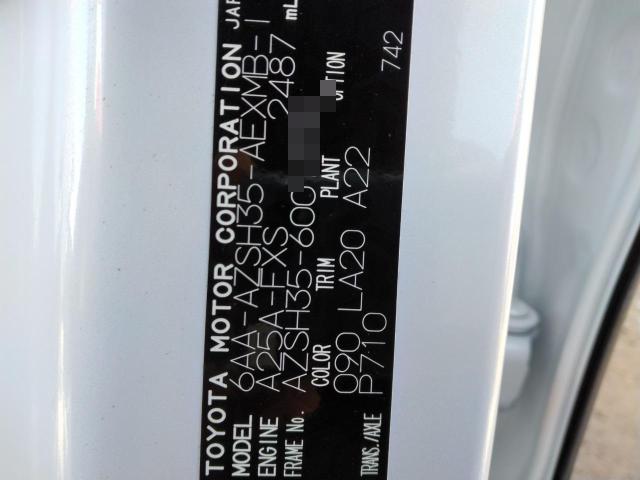 TOYOTA MOTOR CORPORATION JAP
MODEL 6AA-AZSH35-AEXMB-
ENGINE A25A-FXS 2487 mL
FRAME No. AZSH35-600
COLOR TRIM PLANT OPTION
090 LA20 A22
TRANS./AXLE P710 742